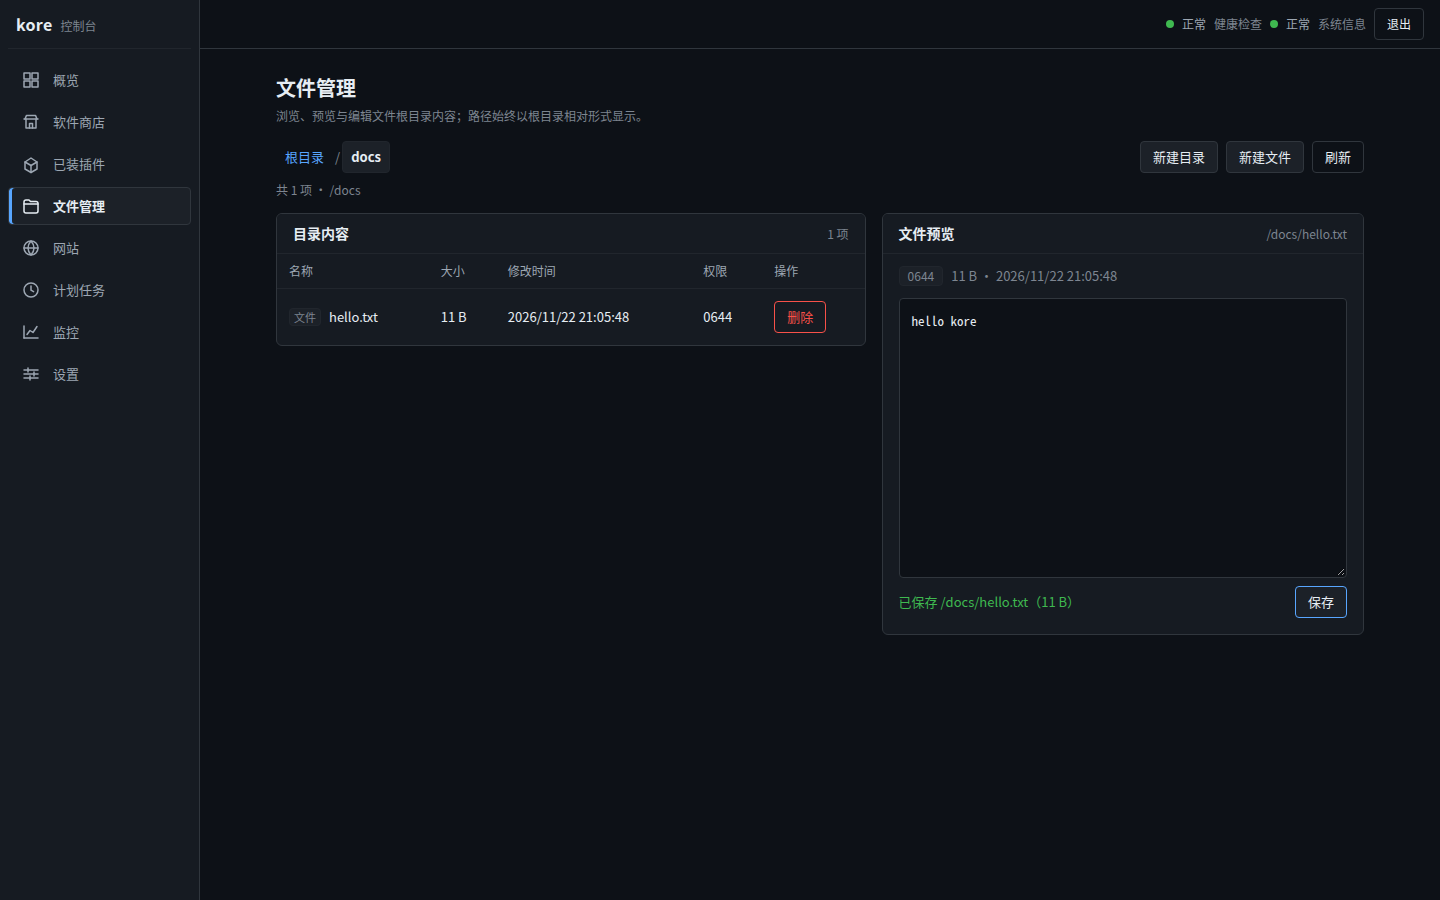 kore 控制台
正常 健康检查 正常 系统信息 退出
概览
软件商店
已装插件
文件管理
网站
计划任务
监控
设置
文件管理
浏览、预览与编辑文件根目录内容；路径始终以根目录相对形式显示。
根目录 / docs
新建目录 新建文件 刷新
共 1 项 · /docs
目录内容 1 项
名称 大小 修改时间 权限 操作
文件 hello.txt 11 B 2026/11/22 21:05:48 0644 删除
文件预览 /docs/hello.txt
0644 11 B · 2026/11/22 21:05:48
hello kore
已保存 /docs/hello.txt（11 B） 保存